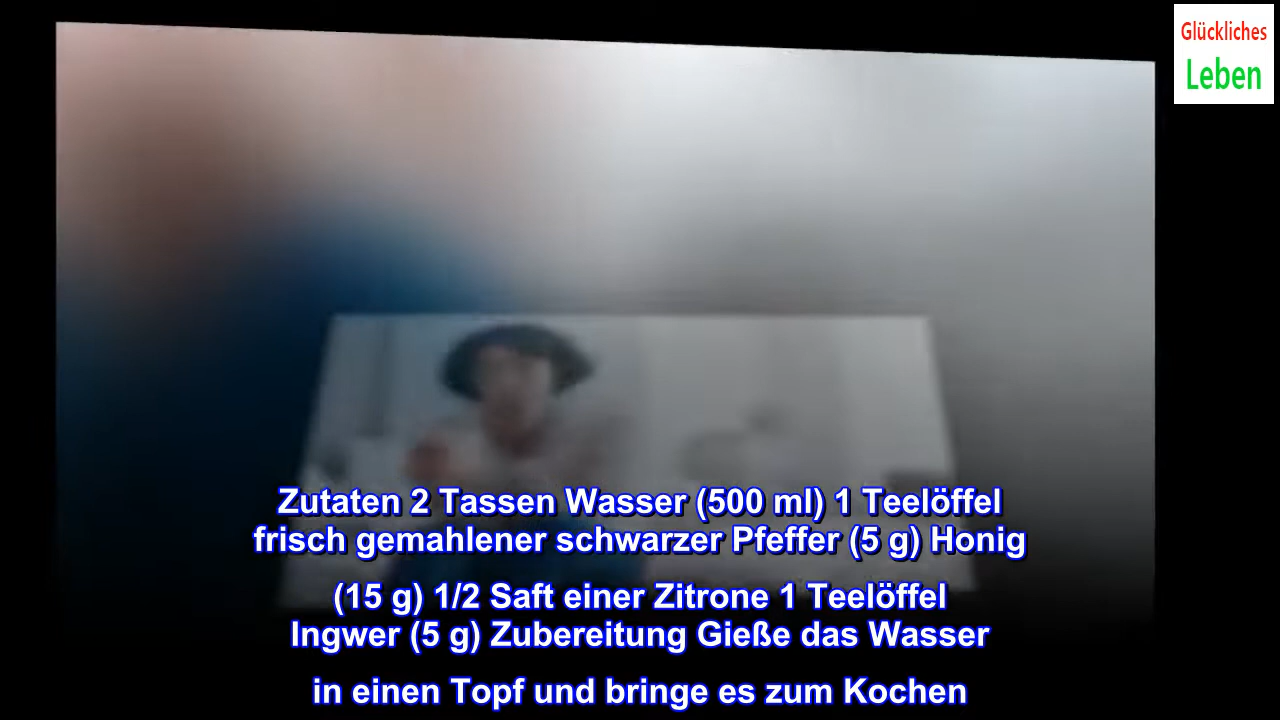 Glückliches
Leben
Zutaten 2 Tassen Wasser (500 ml) 1 Teelöffel
frisch gemahlener schwarzer Pfeffer (5 g) Honig
(15 g) 1/2 Saft einer Zitrone 1 Teelöffel
Ingwer (5 g) Zubereitung Gieße das Wasser
in einen Topf und bringe es zum Kochen